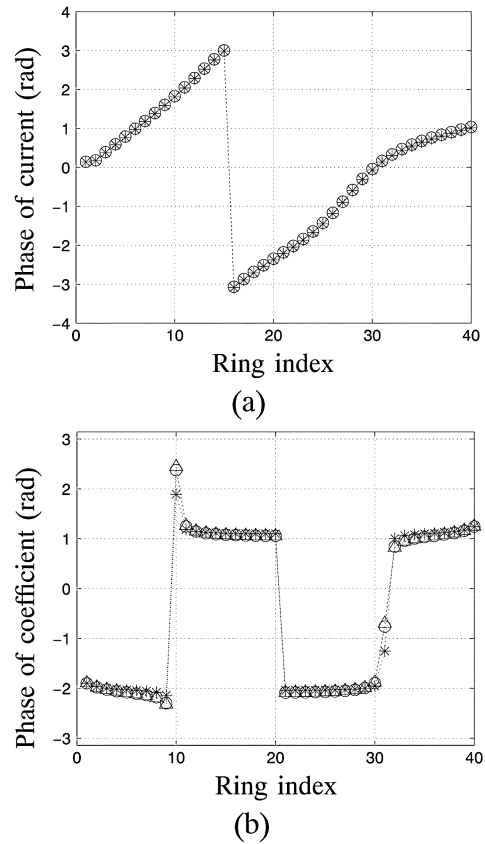 Phase of current (rad)
4
3
2
1
0
−1
−2
−3
−4
0 10 20 30 40
Ring index
(a)
Phase of coefficient (rad)
3
2
1
0
−1
−2
−3
0 10 20 30 40
Ring index
(b)